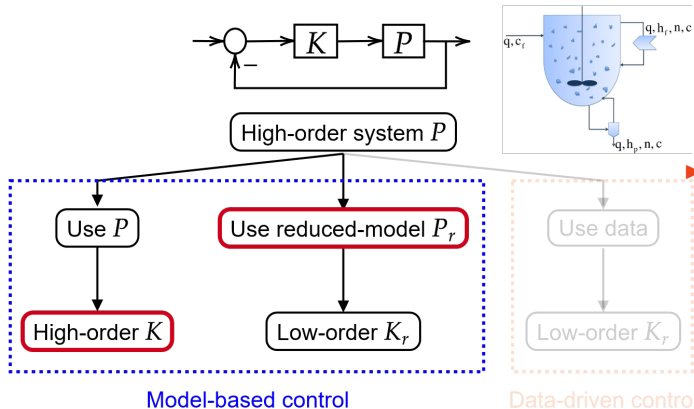 K
P
−
q, c_f
q, h_f, n, c
q, h_p, n, c
High-order system P
Use P
Use reduced-model P_r
Use data
High-order K
Low-order K_r
Low-order K_r
Model-based control
Data-driven contro